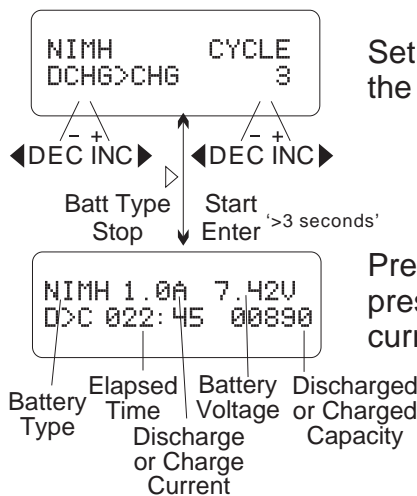 NIMH CYCLE
DCHG>CHG 3
Set
the
- + - +
DEC INC DEC INC
Batt Type Start
Stop Enter '>3 seconds'
Pre
pres
curr
NIMH 1.0A 7.42V
D>C 022:45 00890
Battery Type
Elapsed Time
Discharge or Charge Current
Battery Voltage
Discharged or Charged Capacity